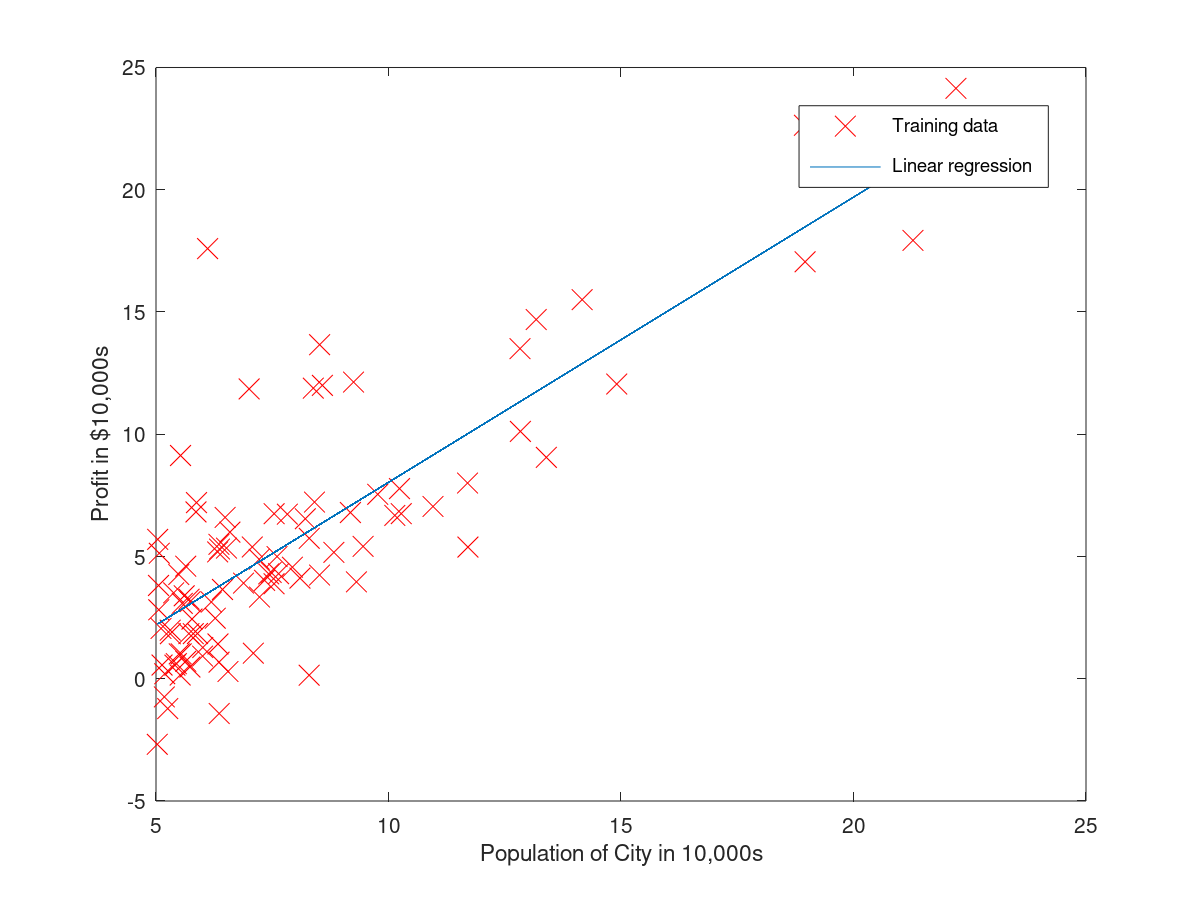 25
20
15
10
5
0
-5
Profit in $10,000s
Training data
Linear regression
5 10 15 20 25
Population of City in 10,000s